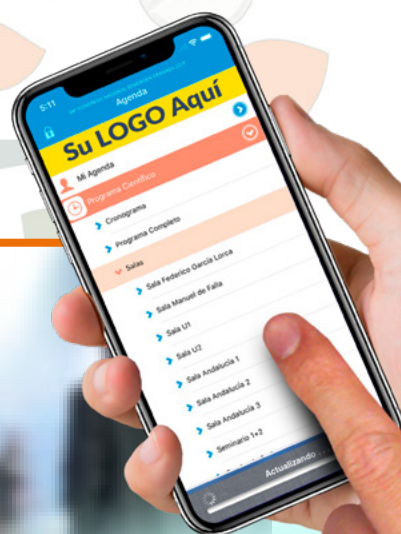 5:11
Agenda
Su LOGO Aquí
Mi Agenda
Programa Científico
Cronograma
Programa Completo
Salas
Sala Federico García Lorca
Sala Manuel de Falla
Sala U1
Sala U2
Sala Andalucía 1
Sala Andalucía 2
Sala Andalucía 3
Seminario 1+2
Actualizando ...